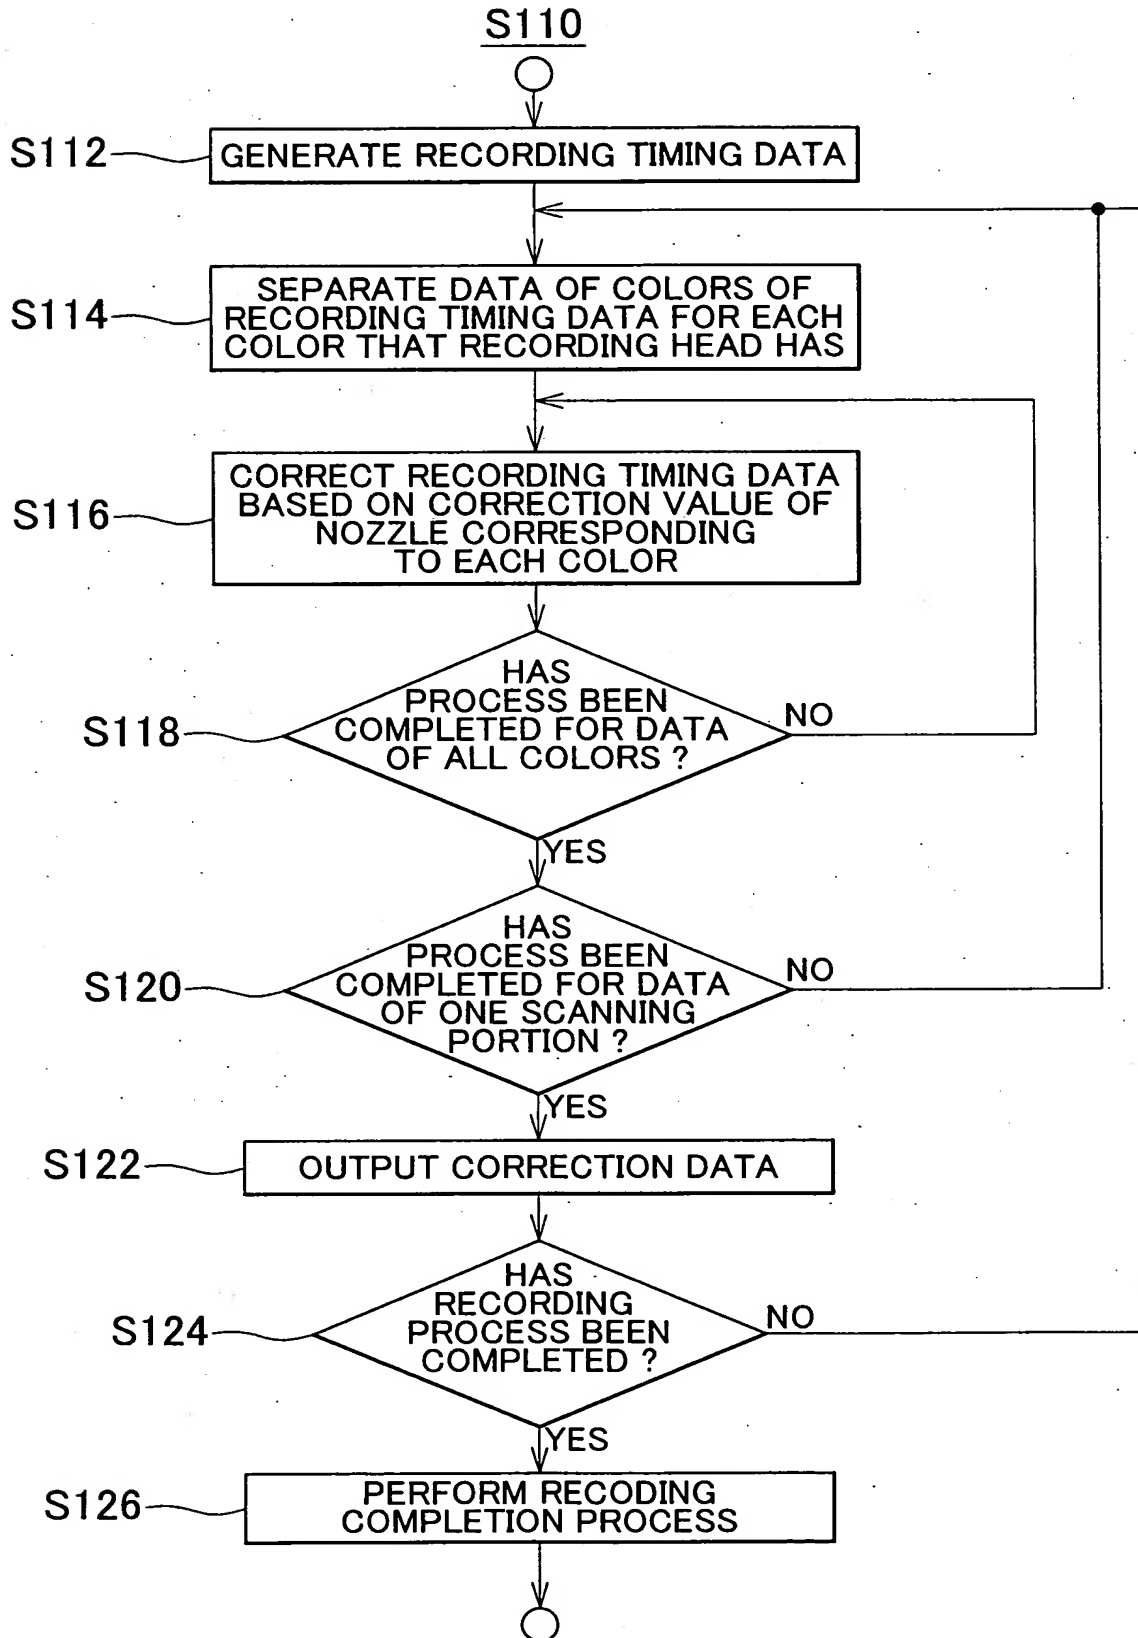 S110
S112
GENERATE RECORDING TIMING DATA
S114
SEPARATE DATA OF COLORS OF
RECORDING TIMING DATA FOR EACH
COLOR THAT RECORDING HEAD HAS
S116
CORRECT RECORDING TIMING DATA
BASED ON CORRECTION VALUE OF
NOZZLE CORRESPONDING
TO EACH COLOR
S118
HAS
PROCESS BEEN
COMPLETED FOR DATA
OF ALL COLORS ?
NO
YES
S120
HAS
PROCESS BEEN
COMPLETED FOR DATA
OF ONE SCANNING
PORTION ?
NO
YES
S122
OUTPUT CORRECTION DATA
S124
HAS
RECORDING
PROCESS BEEN
COMPLETED ?
NO
YES
S126
PERFORM RECODING
COMPLETION PROCESS